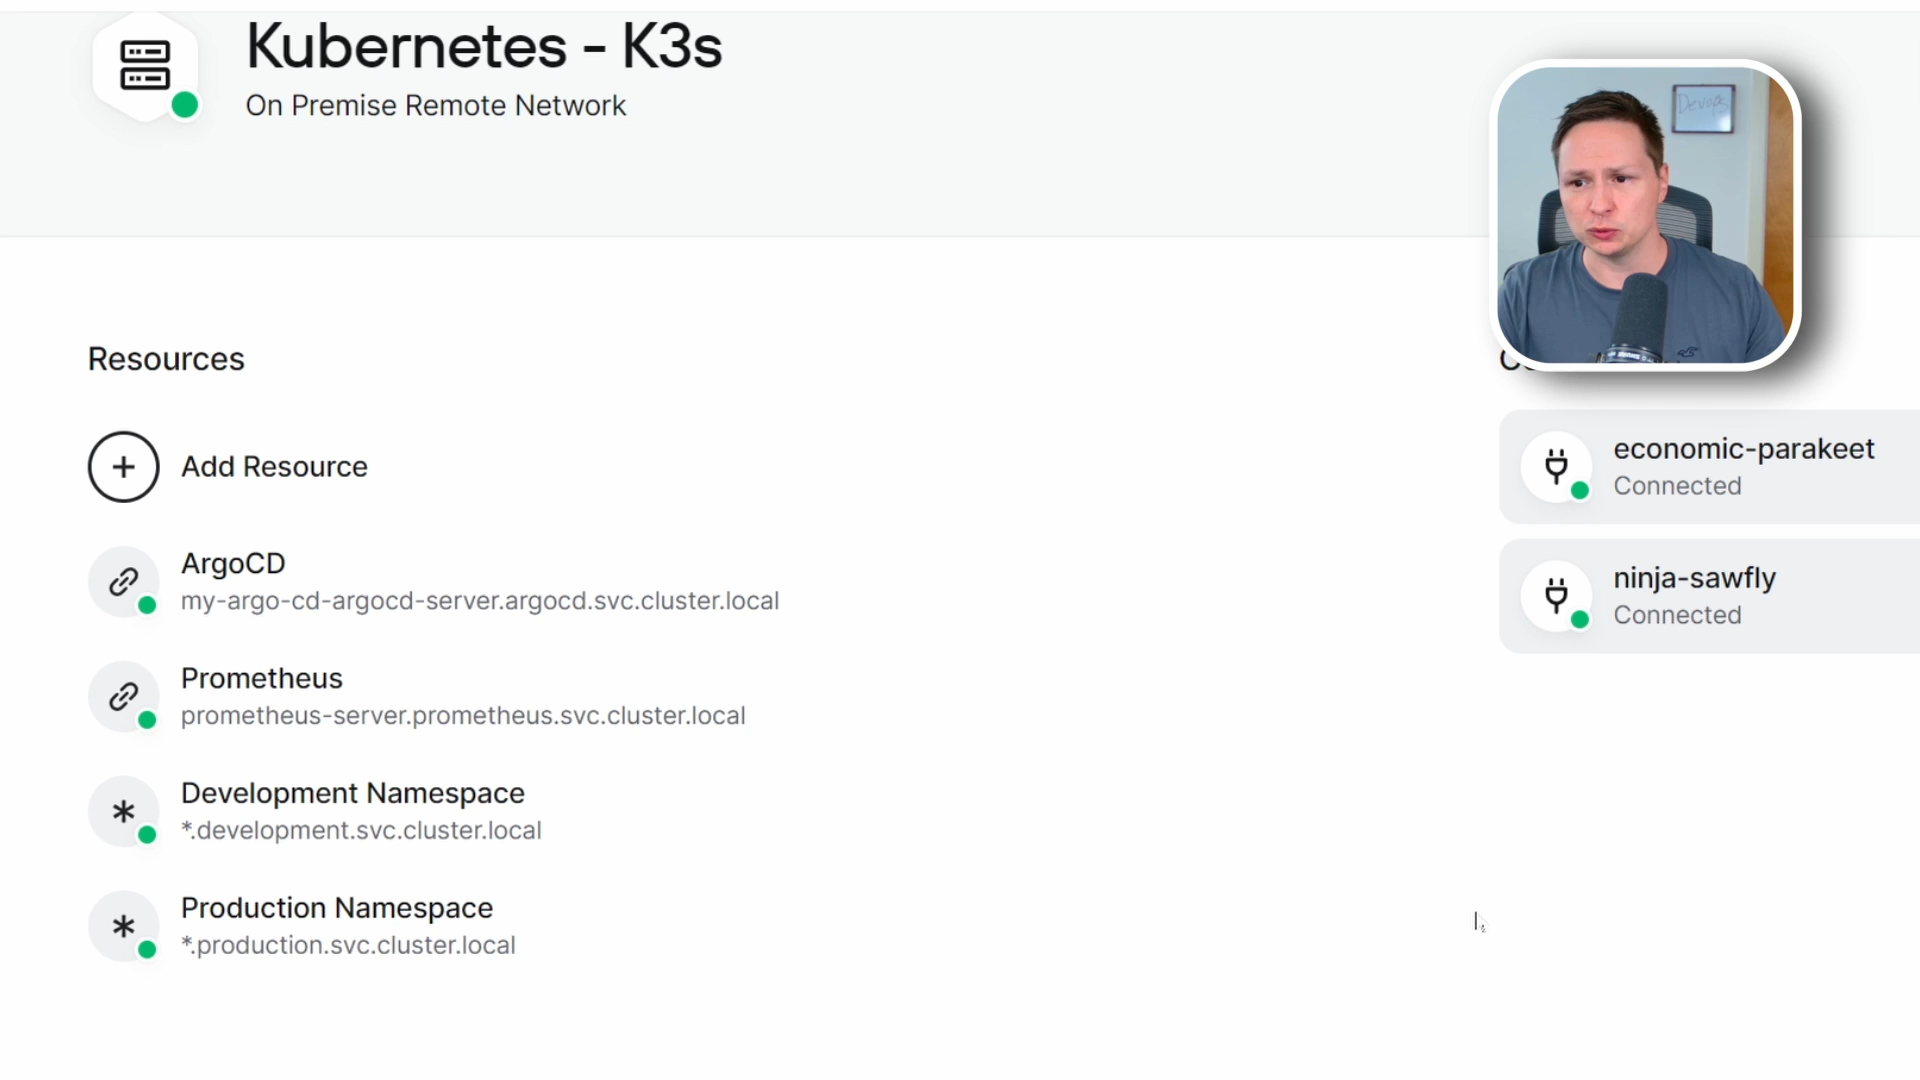 Kubernetes - K3s
On Premise Remote Network
Devops
Resources
Add Resource
ArgoCD
my-argo-cd-argocd-server.argocd.svc.cluster.local
Prometheus
prometheus-server.prometheus.svc.cluster.local
Development Namespace
*.development.svc.cluster.local
Production Namespace
*.production.svc.cluster.local
economic-parakeet
Connected
ninja-sawfly
Connected